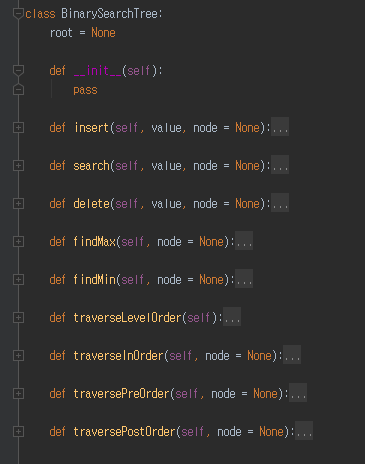 class BinarySearchTree:
    root = None
    def __init__(self):
        pass
    def insert(self, value, node = None):...
    def search(self, value, node = None):...
    def delete(self, value, node = None):...
    def findMax(self, node = None):...
    def findMin(self, node = None):...
    def traverseLevelOrder(self):...
    def traverseInOrder(self, node = None):...
    def traversePreOrder(self, node = None):...
    def traversePostOrder(self, node = None):...